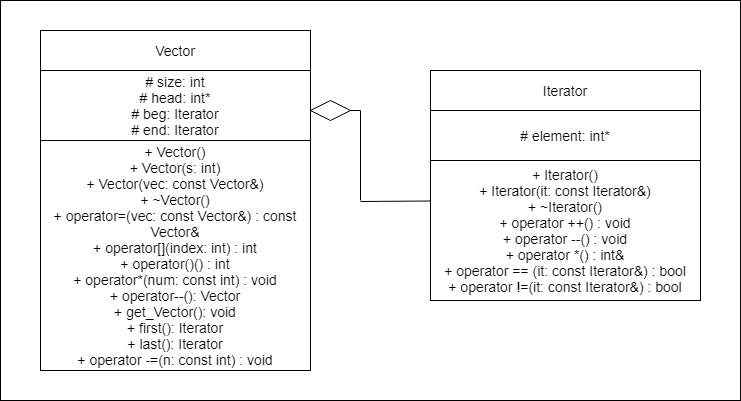 Vector
# size: int
# head: int*
# beg: Iterator
# end: Iterator
+ Vector()
+ Vector(s: int)
+ Vector(vec: const Vector&)
+ ~Vector()
+ operator=(vec: const Vector&) : const
Vector&
+ operator[](index: int) : int
+ operator()() : int
+ operator*(num: const int) : void
+ operator--(): Vector
+ get_Vector(): void
+ first(): Iterator
+ last(): Iterator
+ operator -=(n: const int) : void
Iterator
# element: int*
+ Iterator()
+ Iterator(it: const Iterator&)
+ ~Iterator()
+ operator ++() : void
+ operator --() : void
+ operator *() : int&
+ operator == (it: const Iterator&) : bool
+ operator !=(it: const Iterator&) : bool